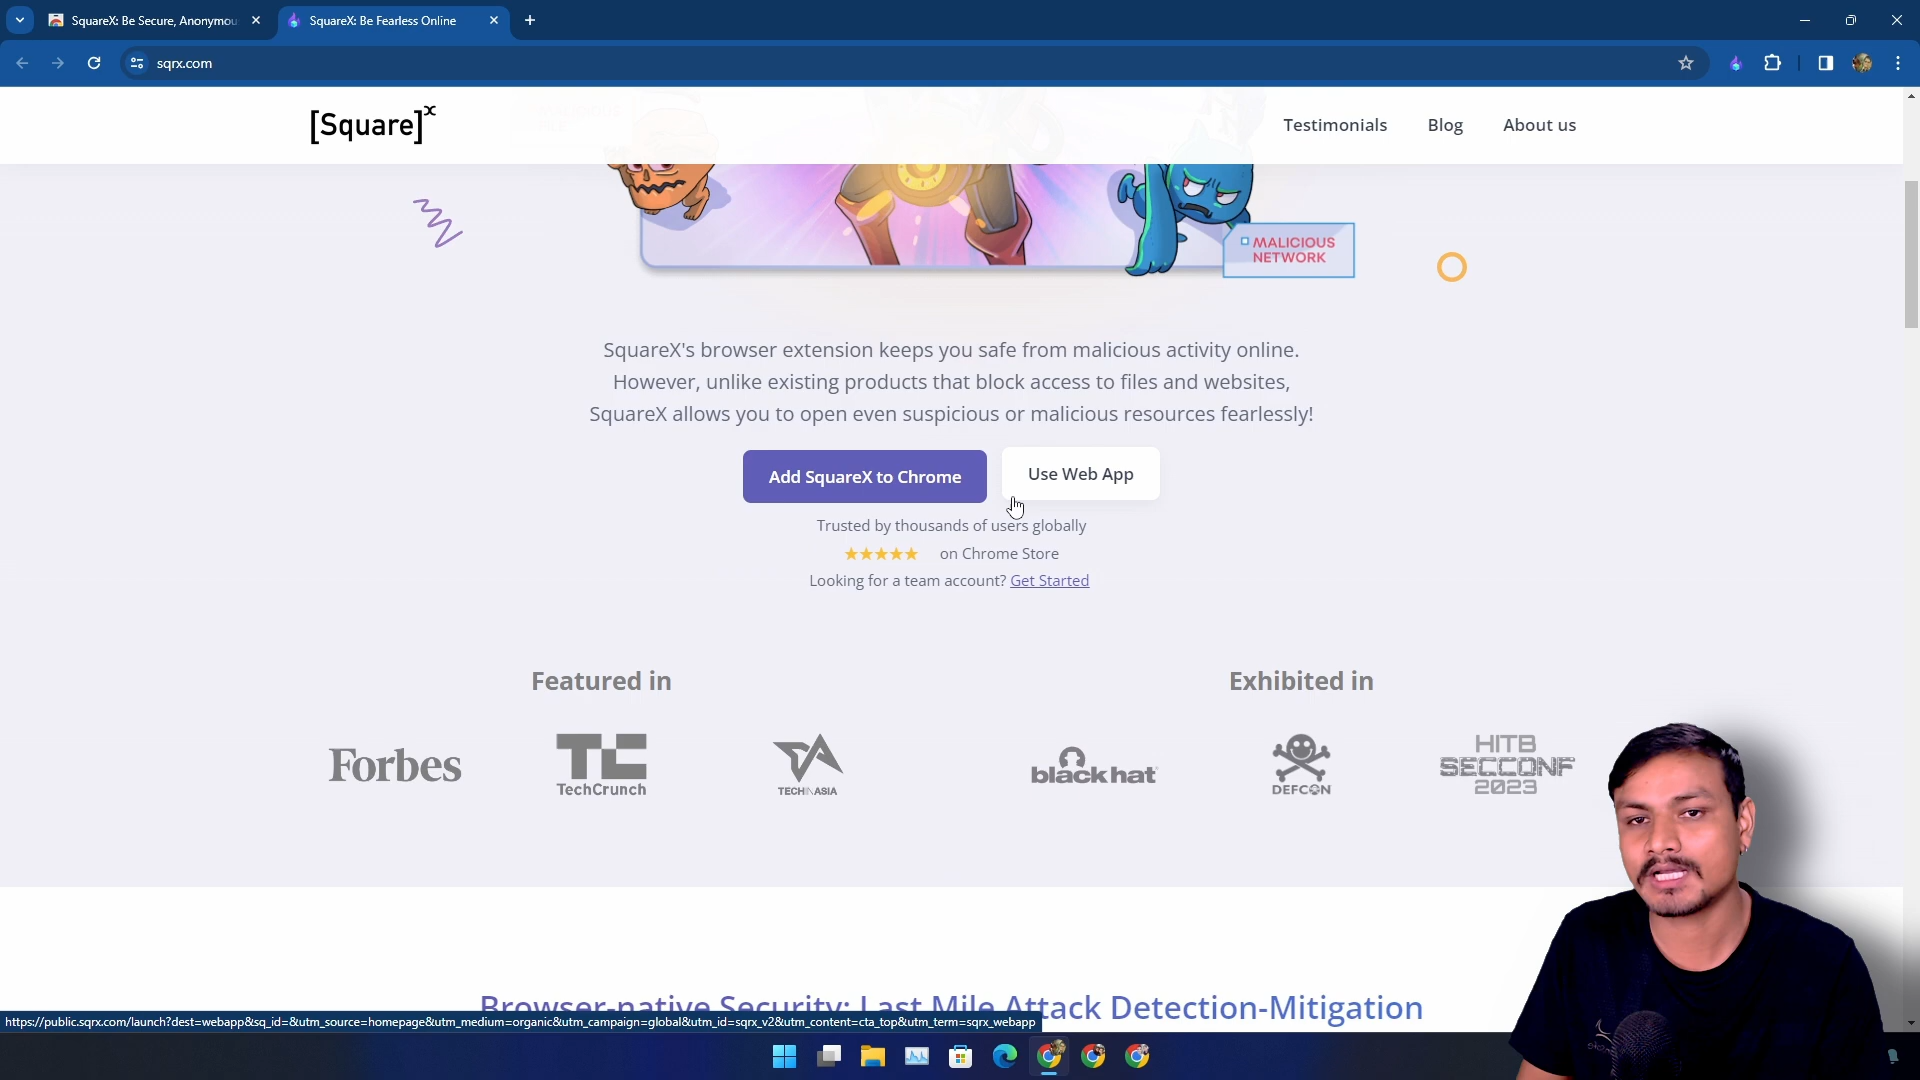 SquareX: Be Secure, Anonymou
SquareX: Be Fearless Online
sqrx.com
[Square]x
Testimonials
Blog
About us
MALICIOUS
NETWORK
SquareX's browser extension keeps you safe from malicious activity online.
However, unlike existing products that block access to files and websites,
SquareX allows you to open even suspicious or malicious resources fearlessly!
Add SquareX to Chrome
Use Web App
Trusted by thousands of users globally
on Chrome Store
Looking for a team account? Get Started
Featured in
Exhibited in
Forbes
TC
TechCrunch
TECHINASIA
black hat
DEFCON
HITB
SECCONF
2023
Browser-native Security: Last Mile Attack Detection-Mitigation
https://public.sqrx.com/launch?dest=webapp&sq_id=&utm_source=homepage&utm_medium=organic&utm_campaign=global&utm_id=sqrx_v2&utm_content=cta_top&utm_term=sqrx_webapp